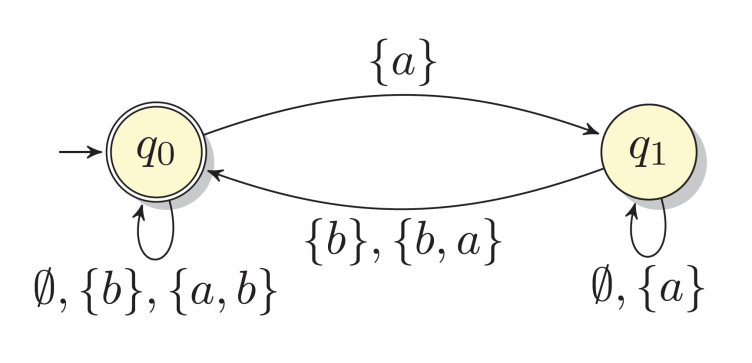 {a}
q₀
q₁
{b}, {b, a}
∅, {b}, {a, b}
∅, {a}